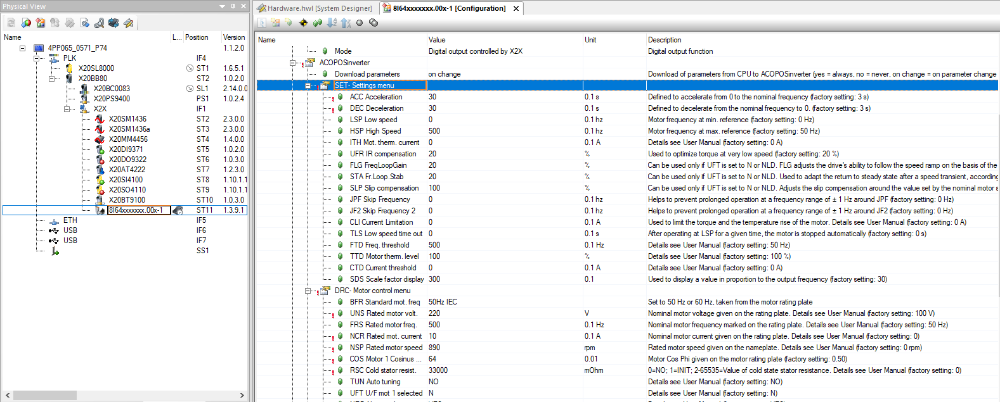 Physical View
Name L... Position Version
4PP065_0571_P74 1.1.2.0
PLK IF4
X20SL8000 ST1 1.6.5.1
X20BB80 ST2 1.0.2.0
X20BC0083 SL1 2.14.0.0
X20PS9400 PS1 1.0.2.4
X2X IF1
X20SM1436 ST2 2.3.0.0
X20SM1436a ST3 2.3.0.0
X20MM4456 ST4 1.4.0.0
X20DI9371 ST5 1.0.2.0
X20DO9322 ST6 1.0.3.0
X20AT4222 ST7 1.2.3.0
X20SI4100 ST8 1.10.1.1
X20SO4110 ST9 1.10.1.1
X20BT9100 ST10 1.0.3.0
8I64xxxxxxx.00x-1 ST11 1.3.9.1
ETH IF5
USB IF6
USB IF7
SS1
Hardware.hwl [System Designer] 8I64xxxxxxx.00x-1 [Configuration]
Name Value Unit Description
Mode Digital output controlled by X2X Digital output function
ACOPOSinverter
Download parameters on change Download of parameters from CPU to ACOPOSinverter (yes = always, no = never, on change = on parameter change
SET- Settings menu
ACC Acceleration 30 0.1 s Defined to accelerate from 0 to the nominal frequency (factory setting: 3 s)
DEC Deceleration 30 0.1 s Defined to decelerate from the nominal frequency to 0. (factory setting: 3 s)
LSP Low speed 0 0.1 hz Motor frequency at min. reference (factory setting: 0 Hz)
HSP High Speed 500 0.1 hz Motor frequency at max. reference (factory setting: 50 Hz)
ITH Mot. therm. current 0 0.1 A Details see User Manual (factory setting: 0 A)
UFR IR compensation 20 % Used to optimize torque at very low speed (factory setting: 20 %)
FLG FreqLoopGain 20 % Can be used only if UFT is set to N or NLD. FLG adjusts the drive's ability to follow the speed ramp on the basis of the
STA Fr.Loop.Stab 20 % Can be used only if UFT is set to N or NLD. Used to adapt the return to steady state after a speed transient, according
SLP Slip compensation 100 % Can be used only if UFT is set to N or NLD. Adjusts the slip compensation around the value set by the nominal motor s
JPF Skip Frequency 0 0.1 hz Helps to prevent prolonged operation at a frequency range of ± 1 Hz around JPF (factory setting: 0 Hz)
JF2 Skip Frequency 2 0 0.1 hz Helps to prevent prolonged operation at a frequency range of ± 1 Hz around JF2 (factory setting: 0 Hz)
CLI Current Limitation 0 0.1 A Used to limit the torque and the temperature rise of the motor. Details see User Manual (factory setting: 0 A)
TLS Low speed time out 0 0.1 s After operating at LSP for a given time, the motor is stopped automatically (factory setting: 0 s)
FTD Freq. threshold 500 0.1 Hz Details see User Manual (factory setting: 50 Hz)
TTD Motor therm. level 100 % Details see User Manual (factory setting: 100 %)
CTD Current threshold 0 0.1 A Details see User Manual (factory setting: 0 A)
SDS Scale factor display 300 0.1 Used to display a value in proportion to the output frequency (factory setting: 30)
DRC- Motor control menu
BFR Standard mot. freq 50Hz IEC Set to 50 Hz or 60 Hz, taken from the motor rating plate
UNS Rated motor volt. 220 V Nominal motor voltage given on the rating plate. Details see User Manual (factory setting: 100 V)
FRS Rated motor freq. 500 0.1 Hz Nominal motor frequency marked on the rating plate. Details see User Manual (factory setting: 50 Hz)
NCR Rated mot. current 10 0.1 A Nominal motor current given on the rating plate. Details see User Manual (factory setting: 0)
NSP Rated motor speed 890 rpm Rated motor speed given on the nameplate. Details see User Manual (factory setting: 0 rpm)
COS Motor 1 Cosinus ... 64 0.01 Motor Cos Phi given on the motor rating plate (factory setting: 0.50)
RSC Cold stator resist. 33000 mOhm 0=NO; 1=INIT; 2-65535=Value of cold state stator resistance. Details see User Manual (factory setting: 0)
TUN Auto tuning NO Details see User Manual (factory setting: NO)
UFT U/F mot 1 selected N Details see User Manual (factory setting: N)